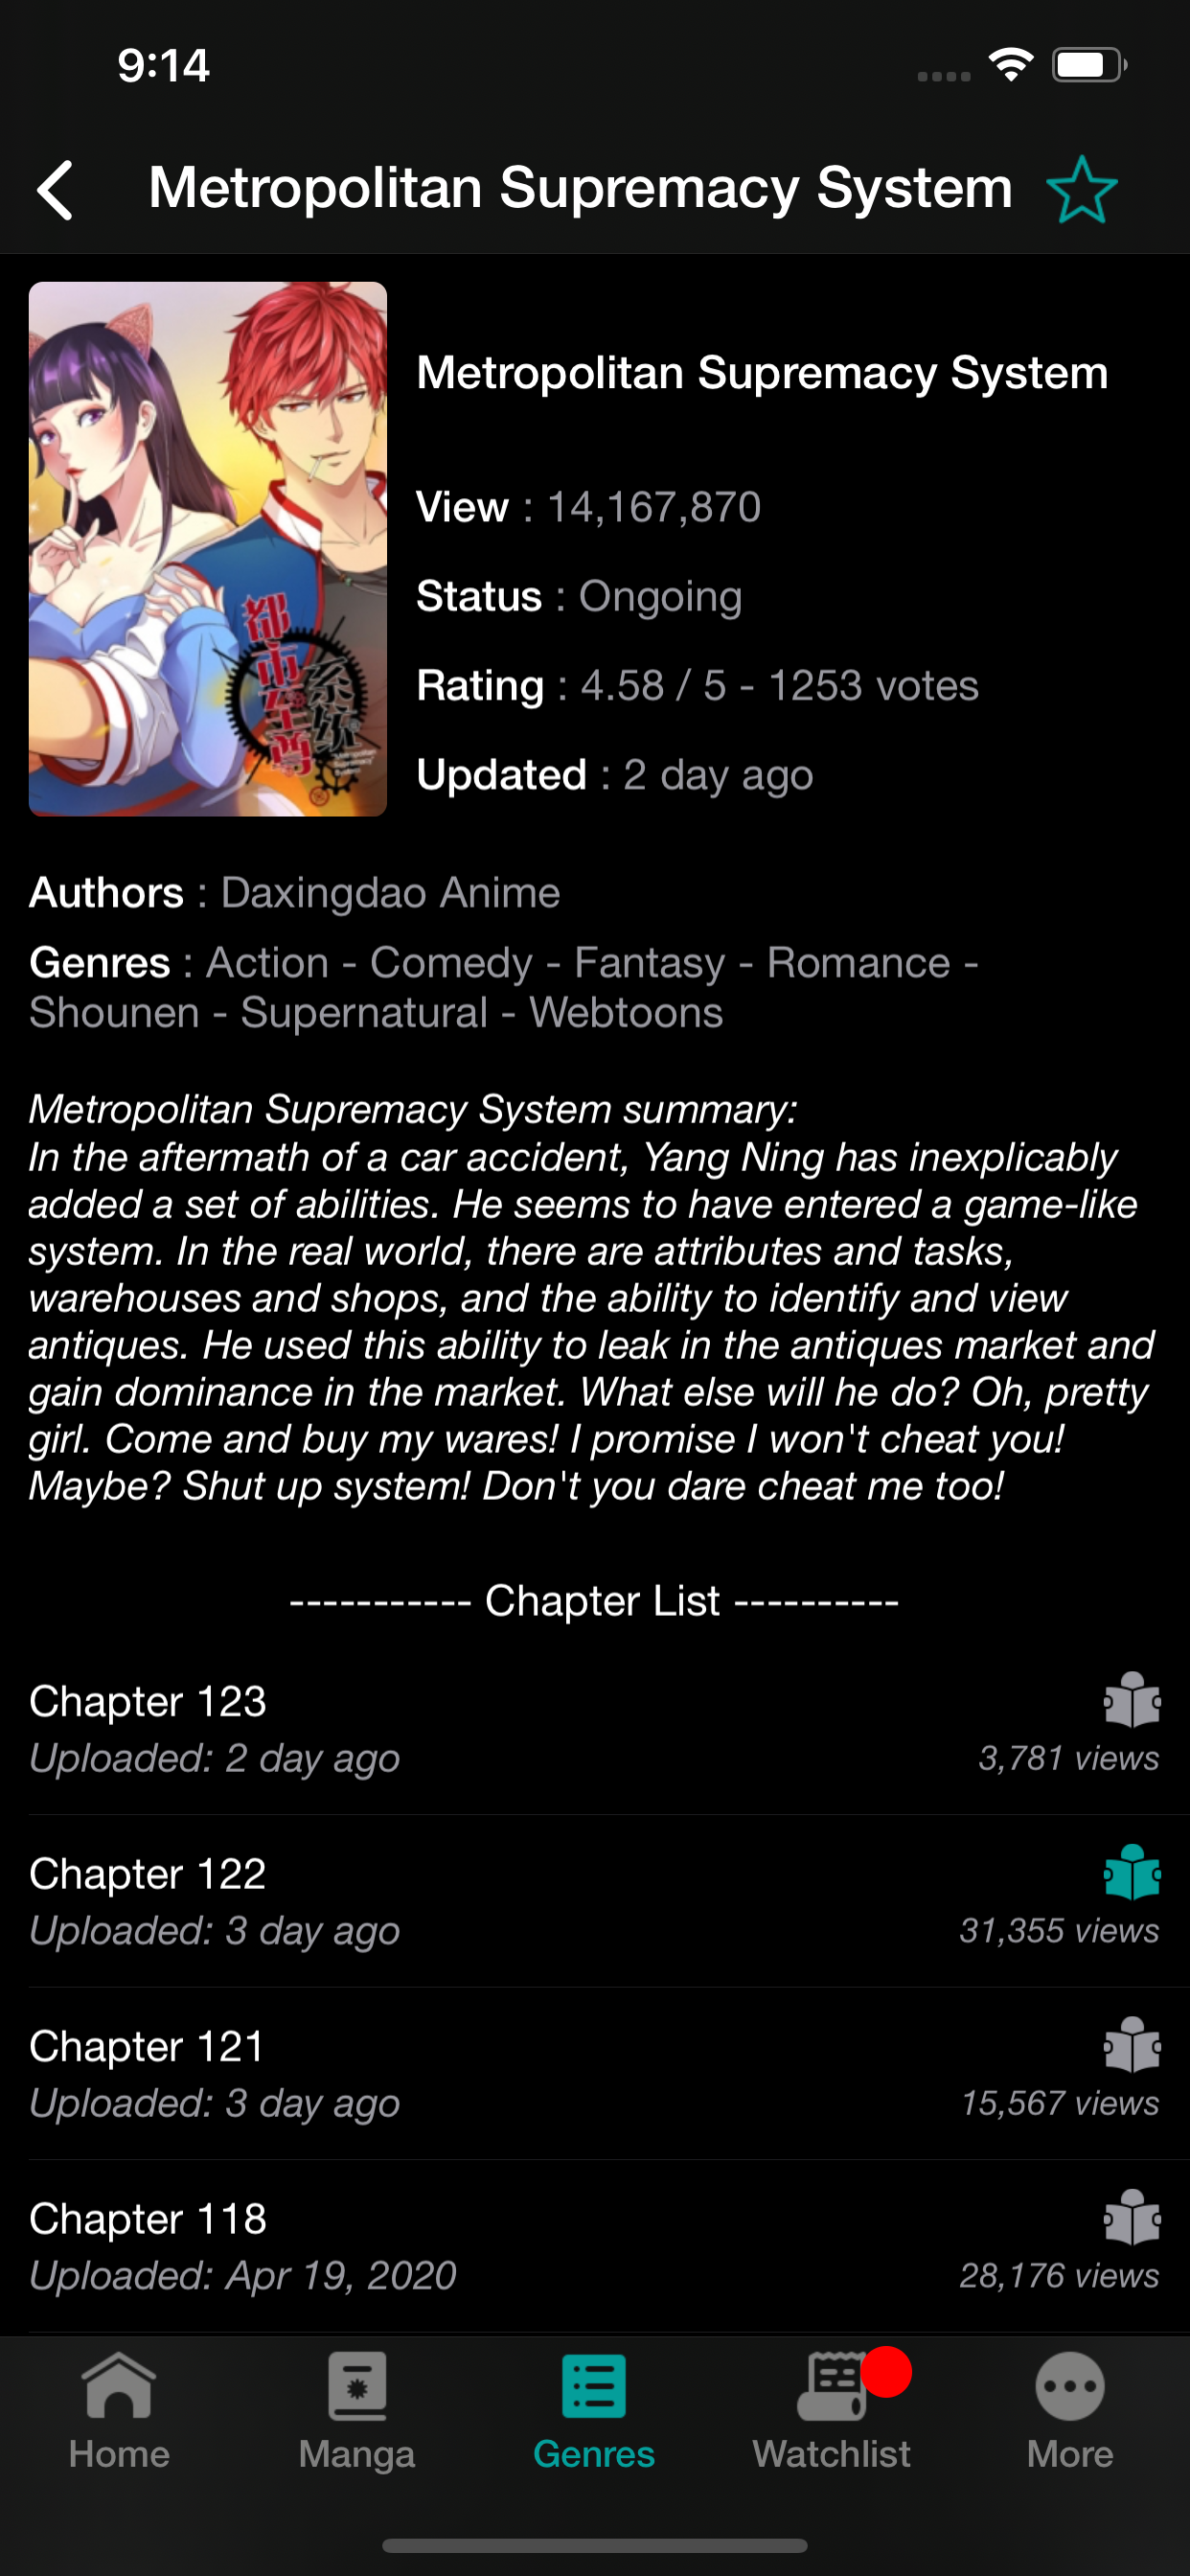 9:14
Metropolitan Supremacy System
Metropolitan Supremacy System
都市至尊
系统
"Metropolitan
Supremacy"
System
View : 14,167,870
Status : Ongoing
Rating : 4.58 / 5 - 1253 votes
Updated : 2 day ago
Authors : Daxingdao Anime
Genres : Action - Comedy - Fantasy - Romance -
Shounen - Supernatural - Webtoons
Metropolitan Supremacy System summary:
In the aftermath of a car accident, Yang Ning has inexplicably
added a set of abilities. He seems to have entered a game-like
system. In the real world, there are attributes and tasks,
warehouses and shops, and the ability to identify and view
antiques. He used this ability to leak in the antiques market and
gain dominance in the market. What else will he do? Oh, pretty
girl. Come and buy my wares! I promise I won't cheat you!
Maybe? Shut up system! Don't you dare cheat me too!
----------- Chapter List ----------
Chapter 123
Uploaded: 2 day ago
3,781 views
Chapter 122
Uploaded: 3 day ago
31,355 views
Chapter 121
Uploaded: 3 day ago
15,567 views
Chapter 118
Uploaded: Apr 19, 2020
28,176 views
Home
Manga
Genres
Watchlist
More